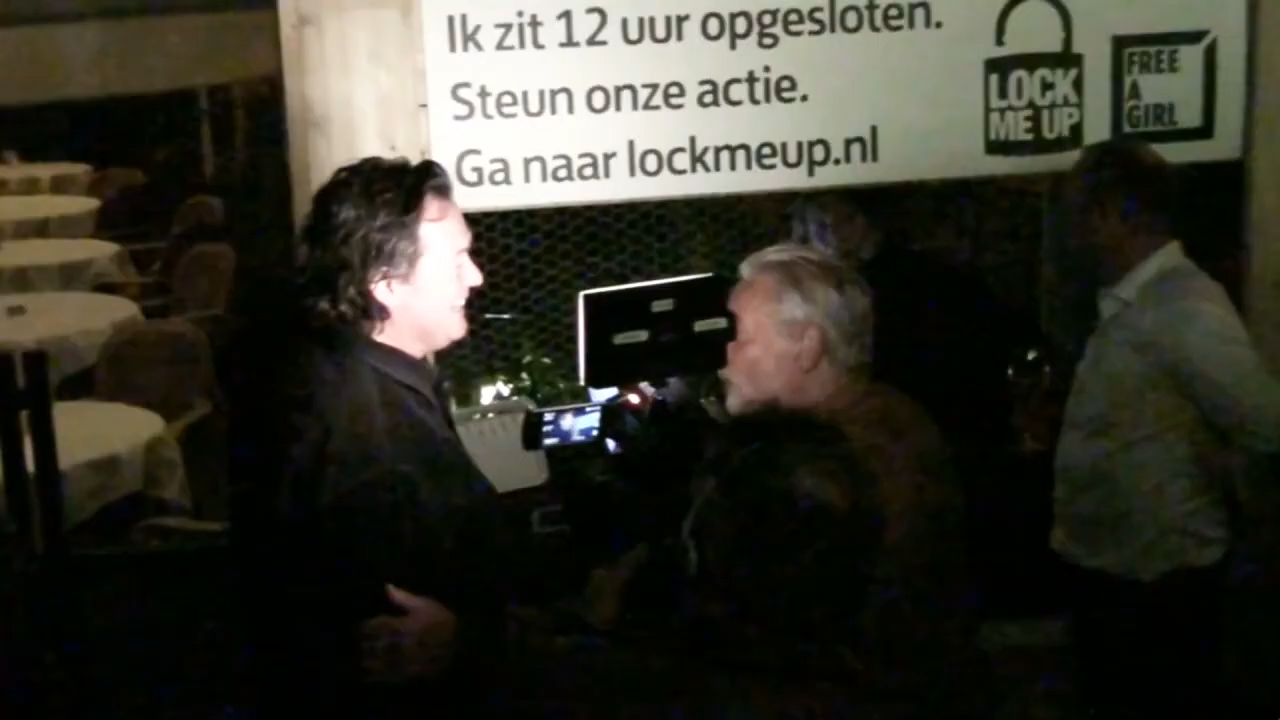 Ik zit 12 uur opgesloten.
Steun onze actie.
Ga naar lockmeup.nl
LOCK
ME UP
FREE
A
GIRL